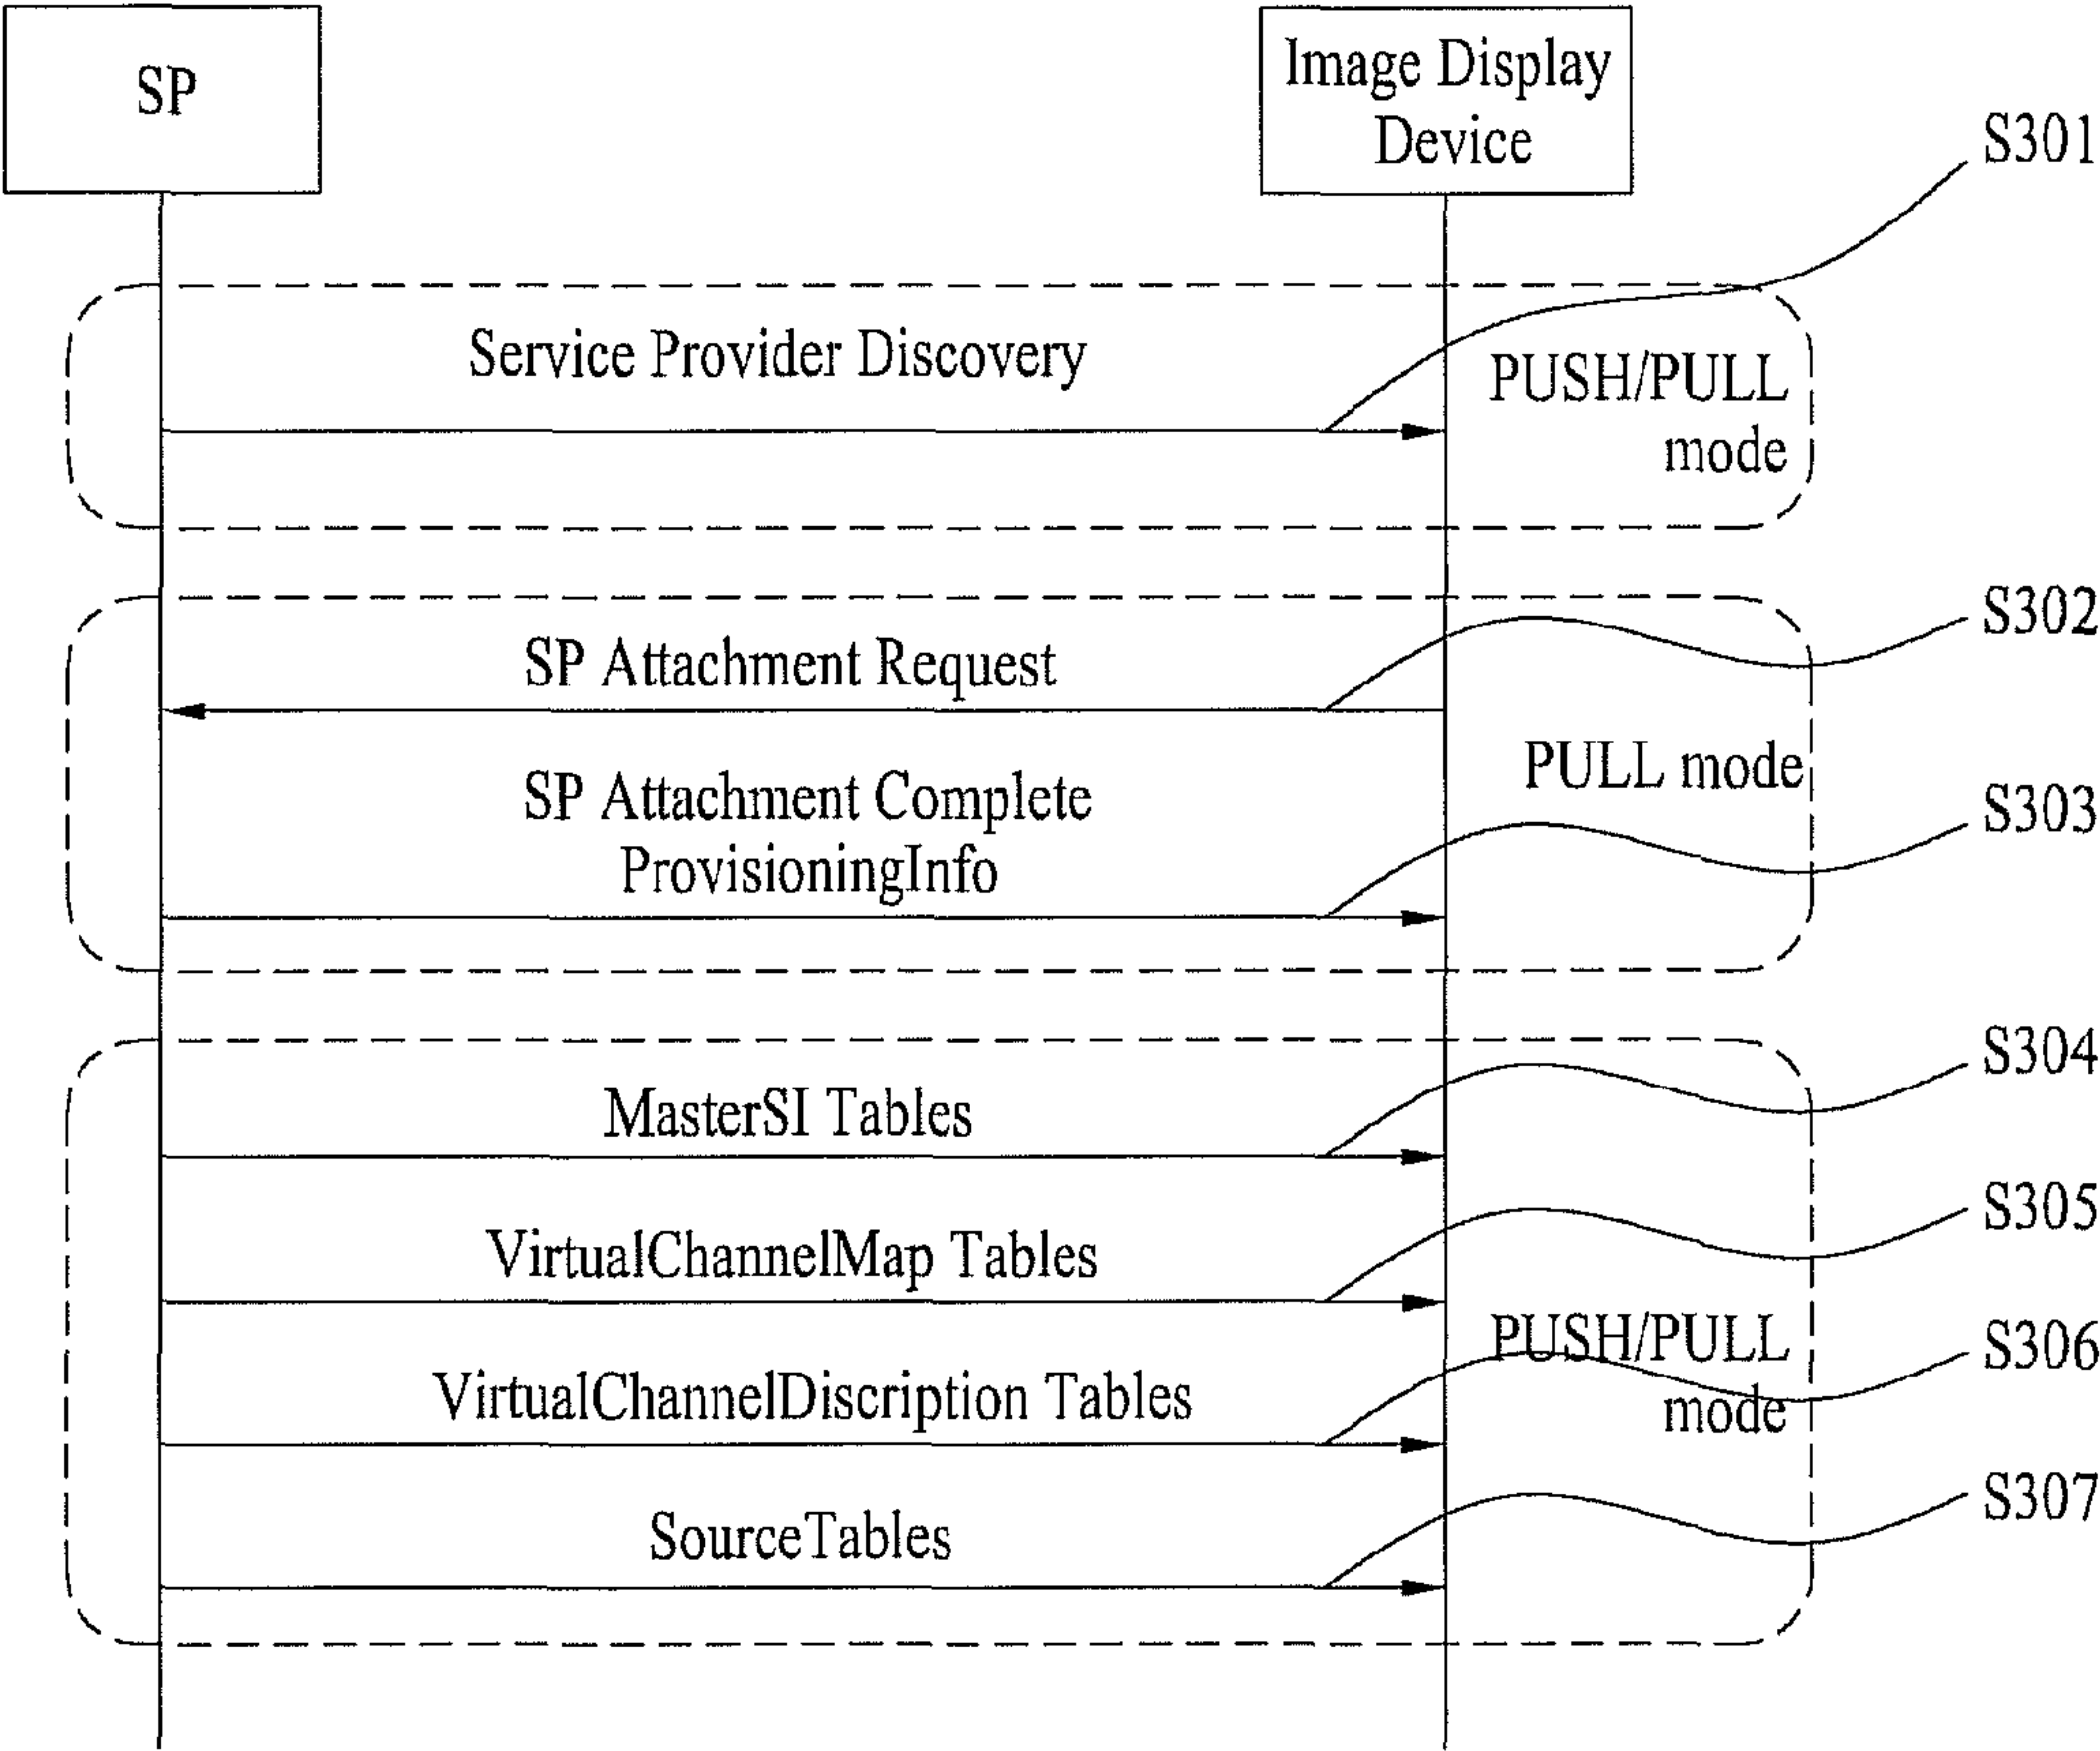 SP
Image Display
Device
S301
Service Provider Discovery
PUSH/PULL
mode
S302
SP Attachment Request
PULL mode
SP Attachment Complete
ProvisioningInfo
S303
S304
MasterSI Tables
S305
VirtualChannelMap Tables
PUSH/PULL
mode
S306
VirtualChannelDiscription Tables
S307
SourceTables